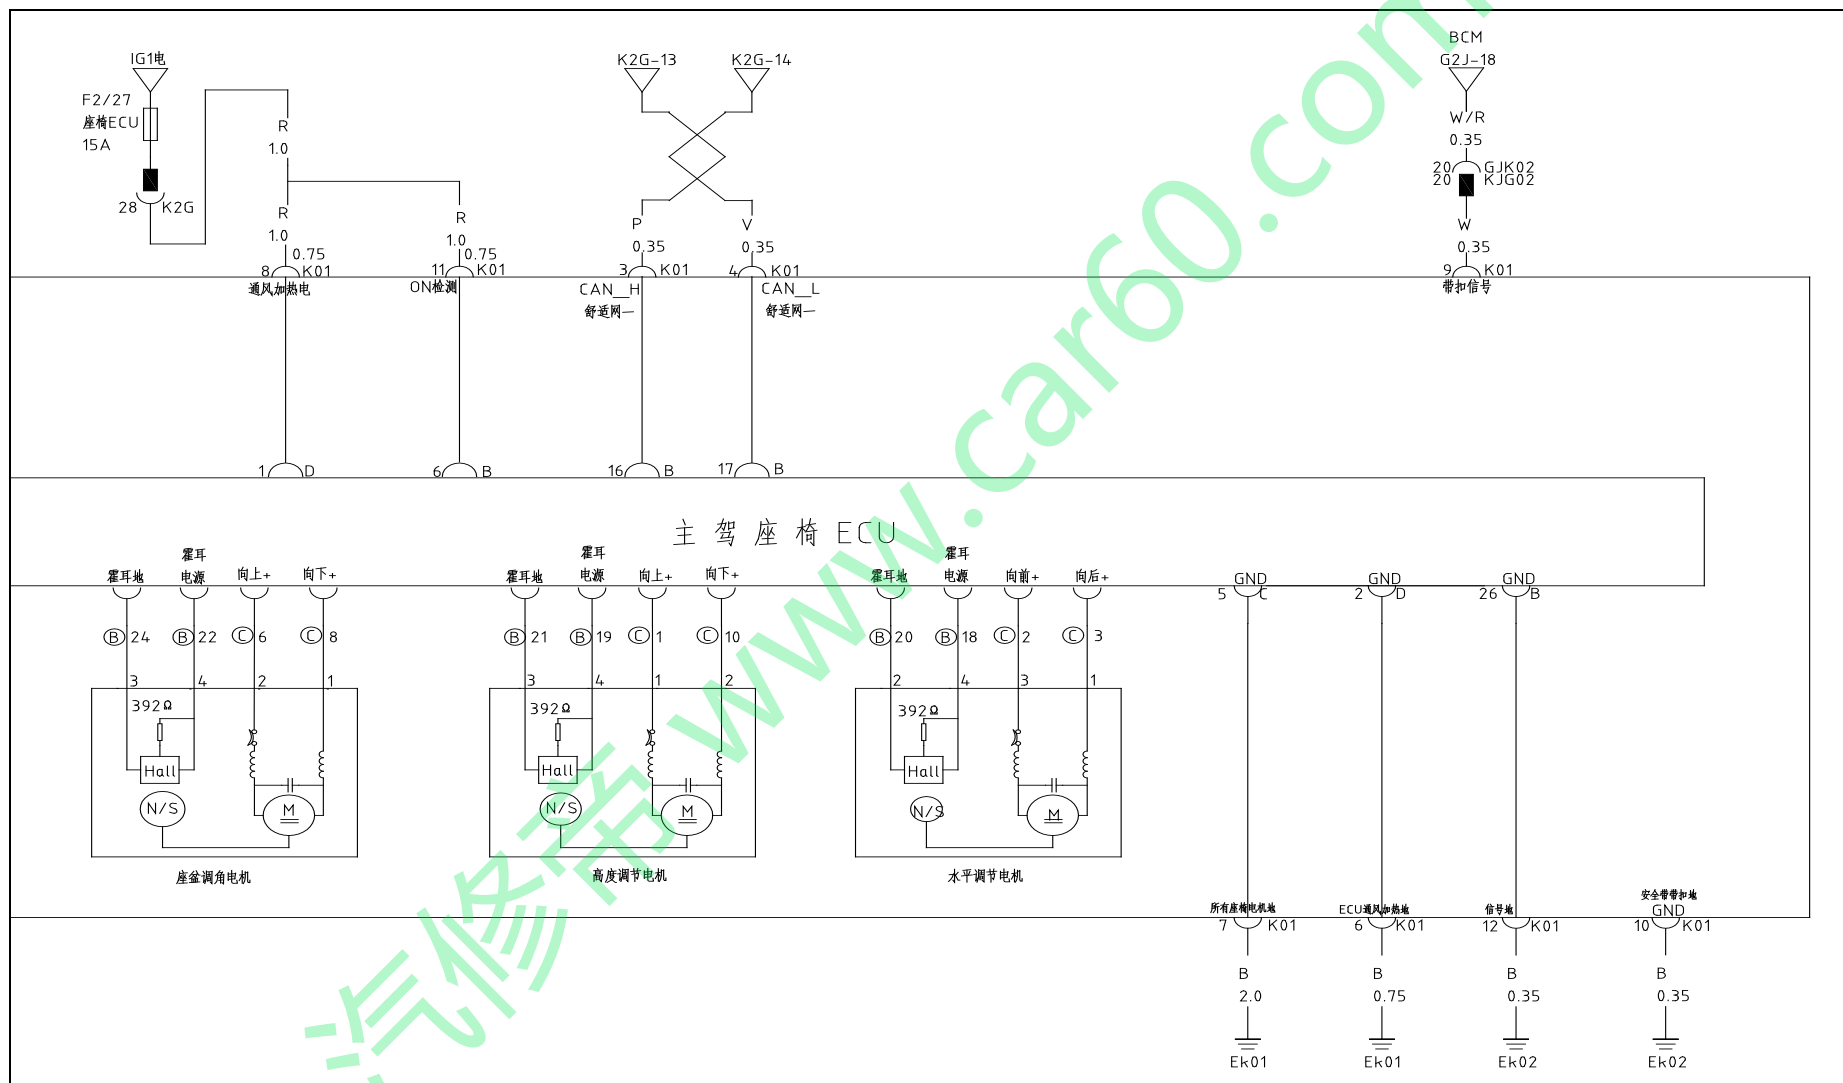 IG1电
K2G-13
K2G-14
BCM
G2J-18
F2/27
座椅ECU
15A
28 K2G
R
1.0
R
1.0
0.75
8 K01
通风加热电
R
1.0
0.75
11 K01
ON检测
P
0.35
3 K01
CAN__H
舒适网一
V
0.35
4 K01
CAN__L
舒适网一
W/R
0.35
20 GJK02
20 KJG02
W
0.35
9 K01
带扣信号
1 D
6 B
16 B
17 B
主驾座椅ECU
霍耳地
霍耳
电源
向上+
向下+
霍耳地
霍耳
电源
向上+
向下+
霍耳地
霍耳
电源
向前+
向后+
GND
5 C
GND
2 D
GND
26 B
B 24
B 22
C 6
C 8
B 21
B 19
C 1
C 10
B 20
B 18
C 2
C 3
3 4 2 1
3 4 1 2
2 4 3 1
392Ω
Hall
N/S
M
座盆调角电机
392Ω
Hall
N/S
M
高度调节电机
392Ω
Hall
N/S
M
水平调节电机
所有座椅电机地
7 K01
B
2.0
Ek01
ECU通风加热地
6 K01
B
0.75
Ek01
信号地
12 K01
B
0.35
Ek02
安全带带扣地
GND
10 K01
B
0.35
Ek02
汽修帝 www.car60.com